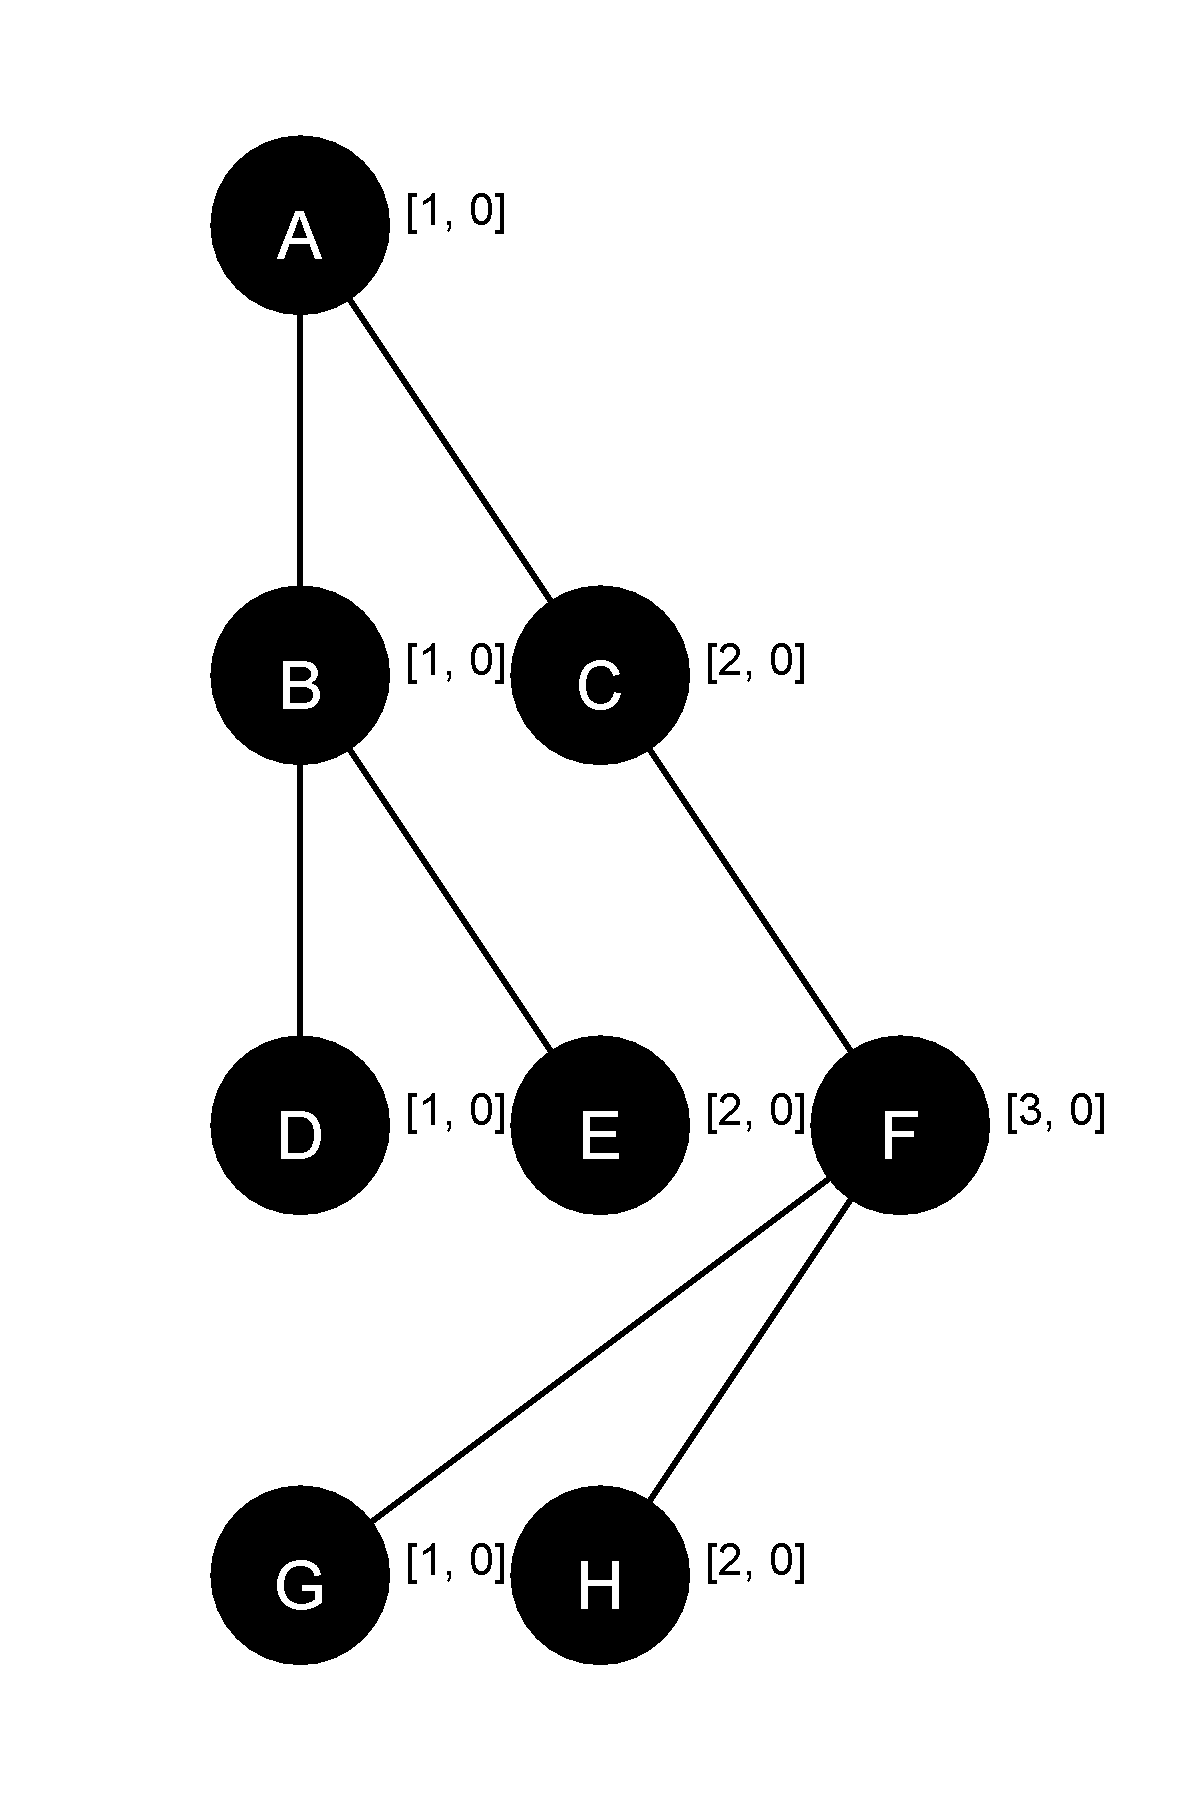 A [1, 0]
B [1, 0] C [2, 0]
D [1, 0] E [2, 0] F [3, 0]
G [1, 0] H [2, 0]